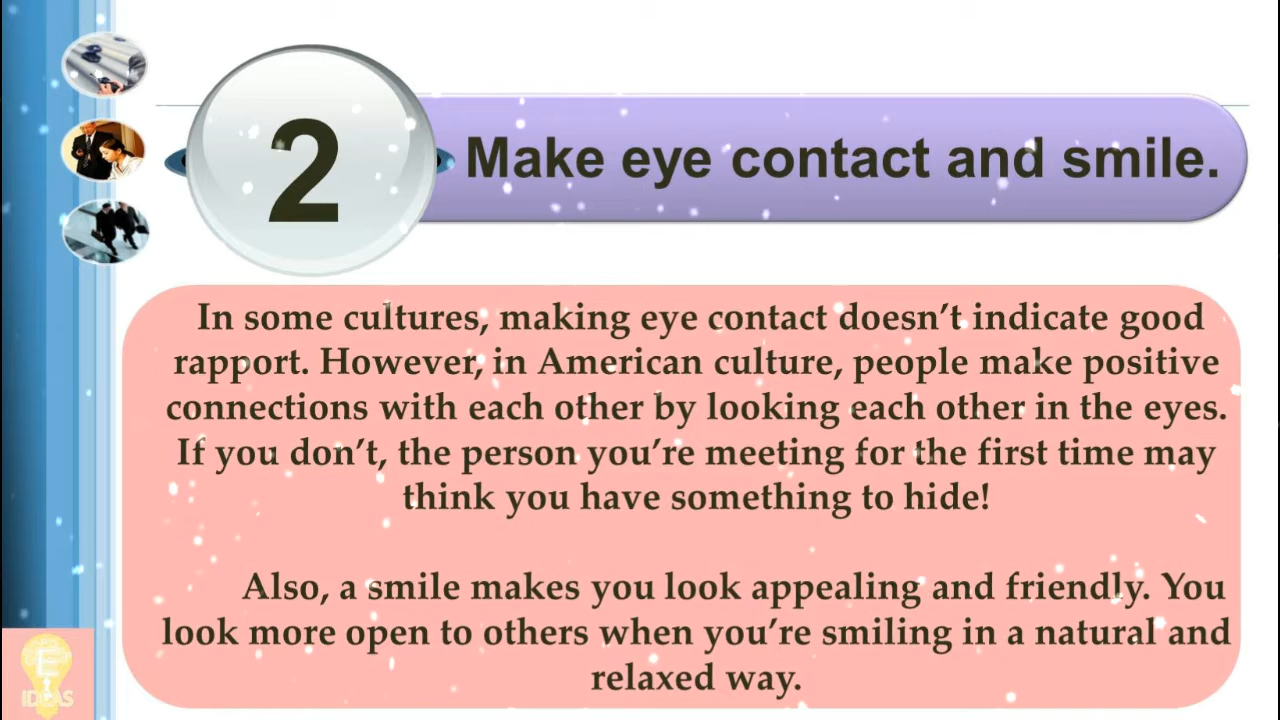 2
Make eye contact and smile.
In some cultures, making eye contact doesn't indicate good
rapport. However, in American culture, people make positive
connections with each other by looking each other in the eyes.
If you don't, the person you're meeting for the first time may
think you have something to hide!
Also, a smile makes you look appealing and friendly. You
look more open to others when you're smiling in a natural and
relaxed way.
E
IDEAS